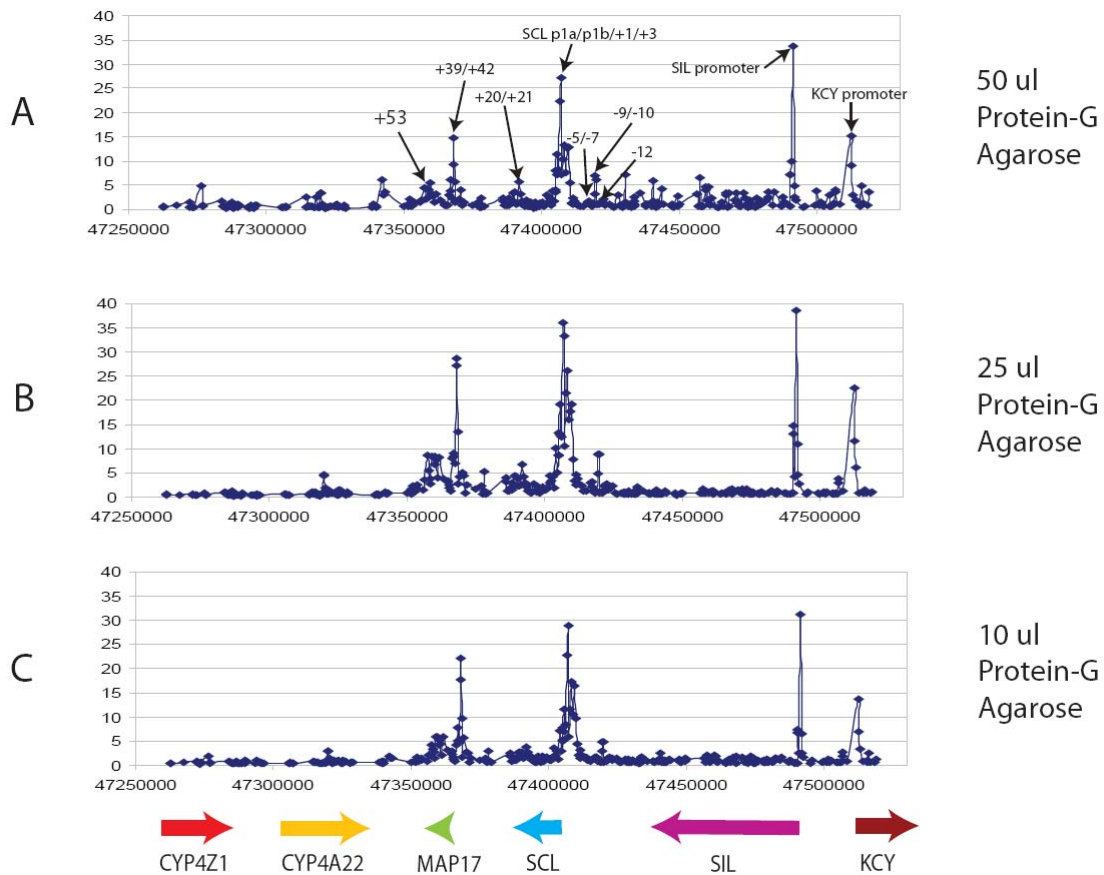 A
40
35
30
25
20
15
10
5
0
SCL p1a/p1b/+1/+3
+39/+42
+20/+21
+53
-5/-7
-9/-10
-12
SIL promoter
KCY promoter
47250000 47300000 47350000 47400000 47450000 47500000
50 ul
Protein-G
Agarose
B
40
35
30
25
20
15
10
5
0
47250000 47300000 47350000 47400000 47450000 47500000
25 ul
Protein-G
Agarose
C
40
35
30
25
20
15
10
5
0
47250000 47300000 47350000 47400000 47450000 47500000
10 ul
Protein-G
Agarose
CYP4Z1 CYP4A22 MAP17 SCL SIL KCY